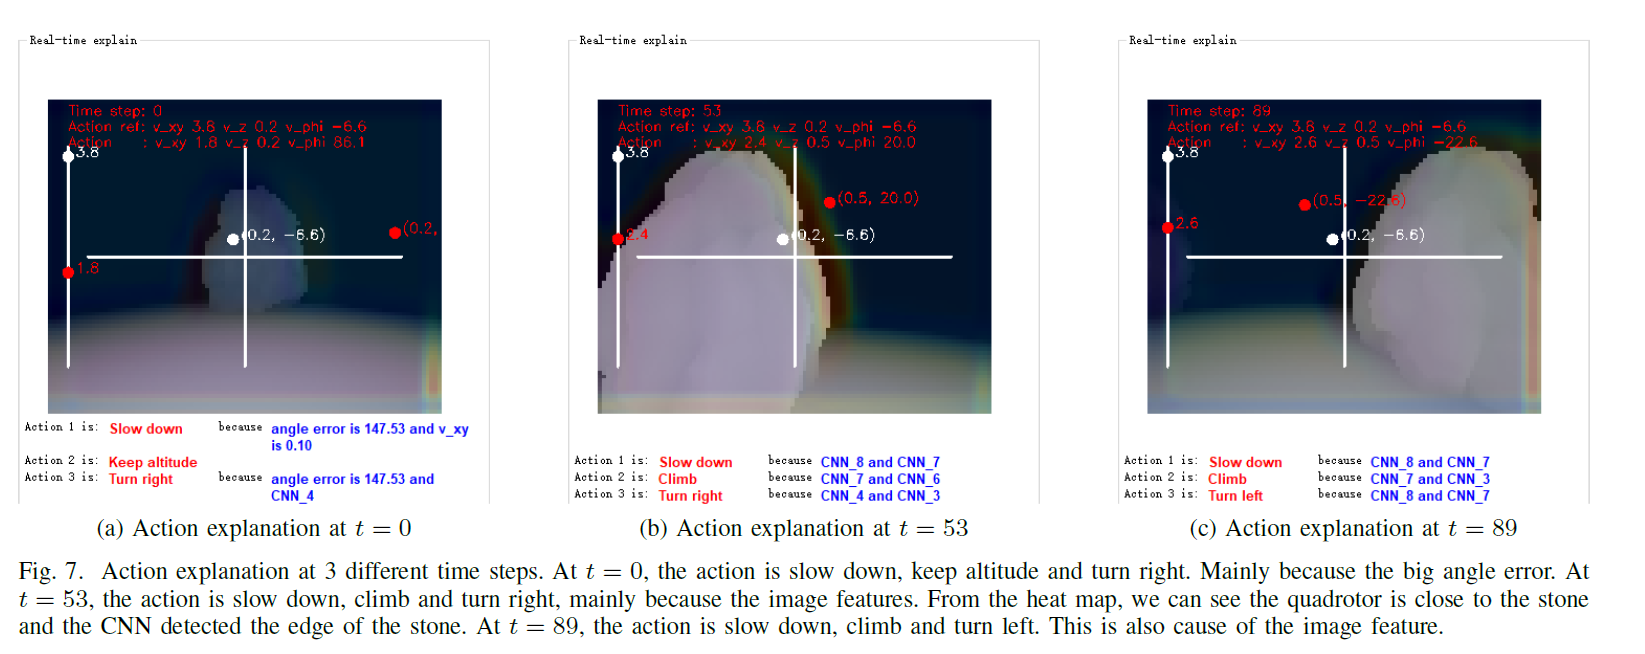 Real-time explain
Time step: 0
Action ref: v_xy 3.8 v_z 0.2 v_phi -6.6
Action : v_xy 1.8 v_z 0.2 v_phi 86.1
3.8
(0.2,
(0.2, -6.6)
1.8
Action 1 is: Slow down because angle error is 147.53 and v_xy
is 0.10
Action 2 is: Keep altitude
Action 3 is: Turn right because angle error is 147.53 and
CNN_4
(a) Action explanation at t = 0
Real-time explain
Time step: 53
Action ref: v_xy 3.8 v_z 0.2 v_phi -6.6
Action : v_xy 2.4 v_z 0.5 v_phi 20.0
3.8
(0.5, 20.0)
2.4
(0.2, -6.6)
Action 1 is: Slow down because CNN_8 and CNN_7
Action 2 is: Climb because CNN_7 and CNN_6
Action 3 is: Turn right because CNN_4 and CNN_3
(b) Action explanation at t = 53
Real-time explain
Time step: 89
Action ref: v_xy 3.8 v_z 0.2 v_phi -6.6
Action : v_xy 2.6 v_z 0.5 v_phi -22.6
3.8
(0.5, -22.6)
2.6
(0.2, -6.6)
Action 1 is: Slow down because CNN_8 and CNN_7
Action 2 is: Climb because CNN_7 and CNN_3
Action 3 is: Turn left because CNN_8 and CNN_7
(c) Action explanation at t = 89
Fig. 7. Action explanation at 3 different time steps. At t = 0, the action is slow down, keep altitude and turn right. Mainly because the big angle error. At
t = 53, the action is slow down, climb and turn right, mainly because the image features. From the heat map, we can see the quadrotor is close to the stone
and the CNN detected the edge of the stone. At t = 89, the action is slow down, climb and turn left. This is also cause of the image feature.